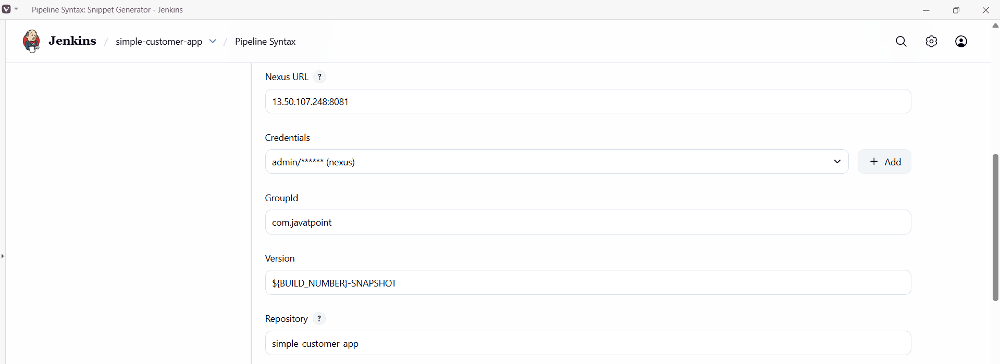 Pipeline Syntax: Snippet Generator - Jenkins
Jenkins / simple-customer-app / Pipeline Syntax
Nexus URL ?
13.50.107.248:8081
Credentials
admin/****** (nexus)
+ Add
GroupId
com.javatpoint
Version
${BUILD_NUMBER}-SNAPSHOT
Repository ?
simple-customer-app